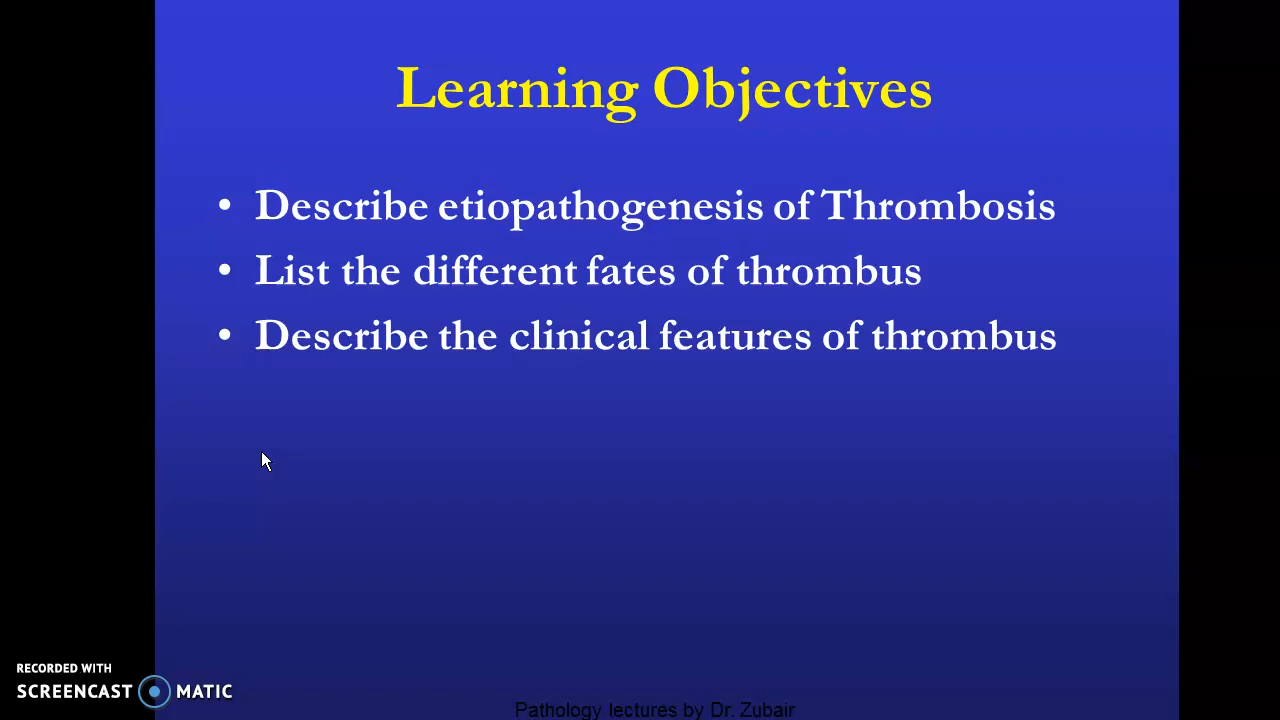 Learning Objectives
• Describe etiopathogenesis of Thrombosis
• List the different fates of thrombus
• Describe the clinical features of thrombus
RECORDED WITH
SCREENCAST MATIC
Pathology lectures by Dr. Zubair